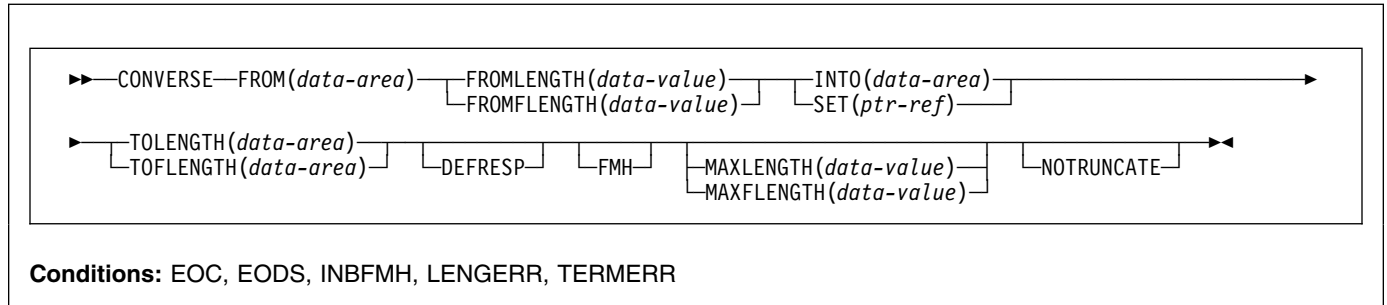 CONVERSE FROM(data-area) FROMLENGTH(data-value) INTO(data-area)
FROMFLENGTH(data-value) SET(ptr-ref)
TOLENGTH(data-area)
TOFLENGTH(data-area) DEFRESP FMH MAXLENGTH(data-value) NOTRUNCATE
MAXFLENGTH(data-value)
Conditions: EOC, EODS, INBFMH, LENGERR, TERMERR